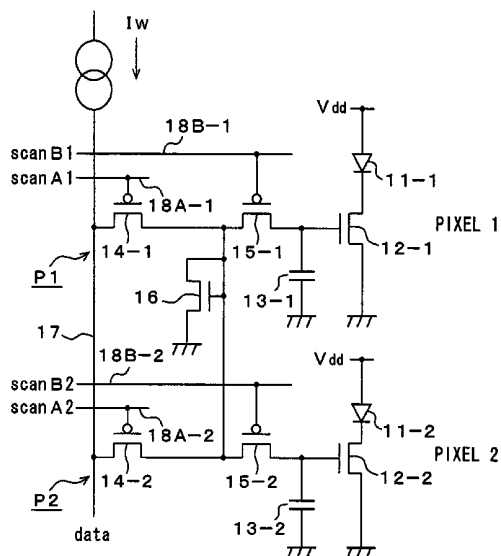 Iw
Vdd
18B-1
scan B1
scan A1
18A-1
11-1
PIXEL 1
14-1
15-1
12-1
P1
16
13-1
17
18B-2
Vdd
scan B2
scan A2
18A-2
11-2
PIXEL 2
14-2
15-2
12-2
P2
13-2
data